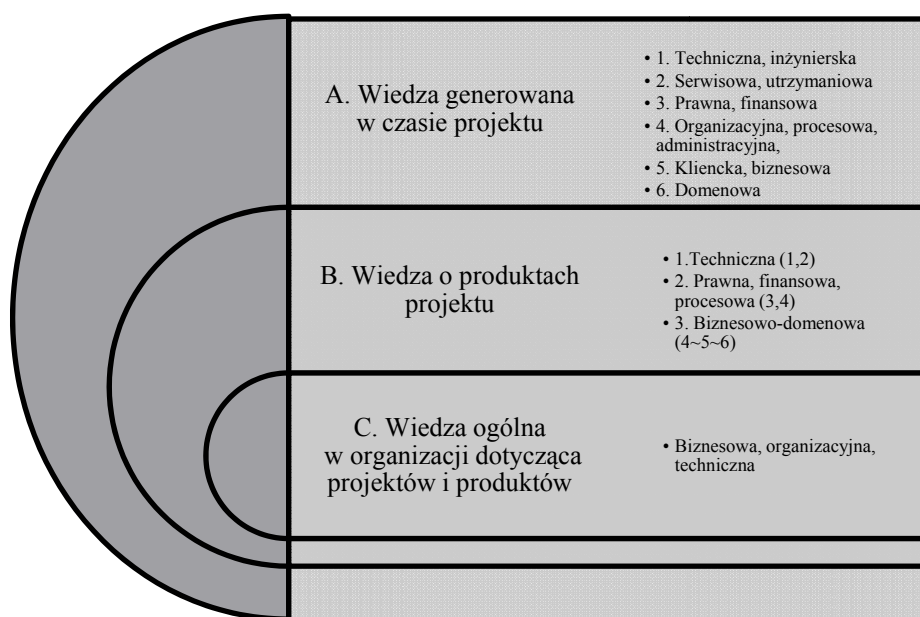 A. Wiedza generowana
w czasie projektu
• 1. Techniczna, inżynierska
• 2. Serwisowa, utrzymaniowa
• 3. Prawna, finansowa
• 4. Organizacyjna, procesowa,
administracyjna,
• 5. Kliencka, biznesowa
• 6. Domenowa
B. Wiedza o produktach
projektu
• 1.Techniczna (1,2)
• 2. Prawna, finansowa,
procesowa (3,4)
• 3. Biznesowo-domenowa
(4~5~6)
C. Wiedza ogólna
w organizacji dotycząca
projektów i produktów
• Biznesowa, organizacyjna,
techniczna